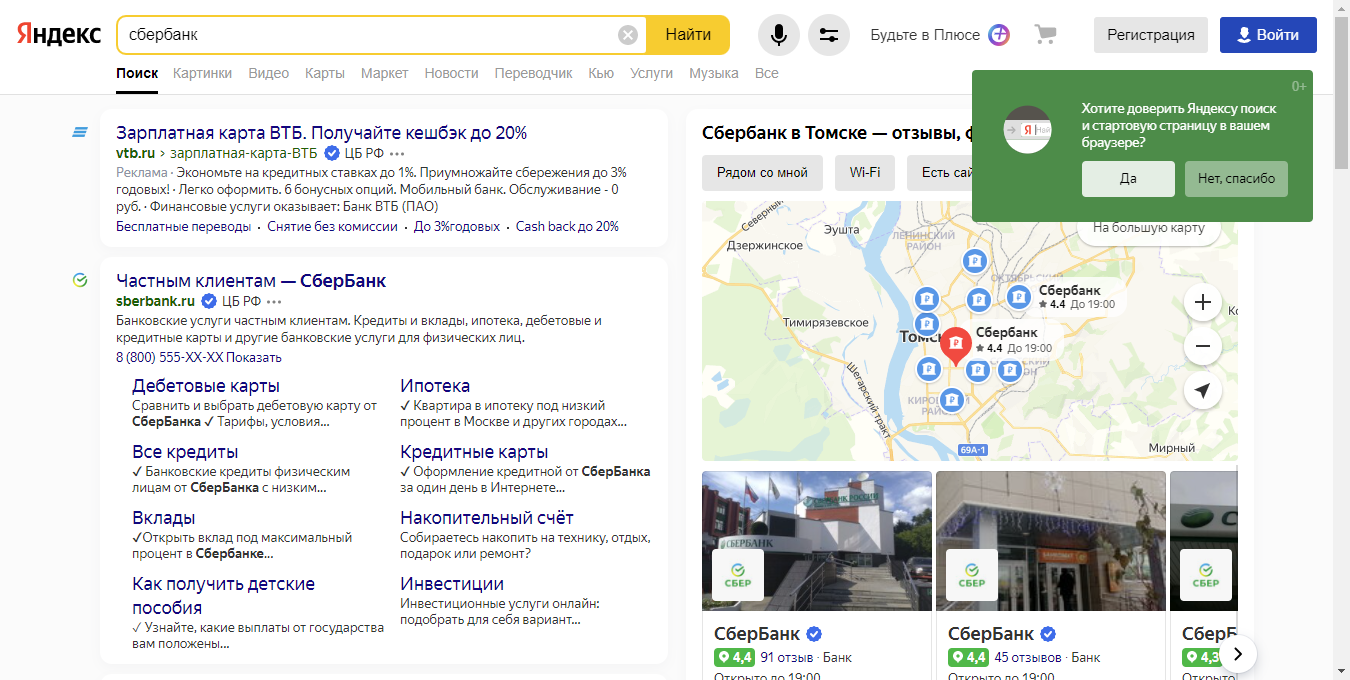 Яндекс
сбербанк
Найти
Будьте в Плюсе
Регистрация
Войти
Поиск Картинки Видео Карты Маркет Новости Переводчик Кью Услуги Музыка Все
0+
Хотите доверить Яндексу поиск
и стартовую страницу в вашем
браузере?
Да
Нет, спасибо
Зарплатная карта ВТБ. Получайте кешбэк до 20%
vtb.ru › зарплатная-карта-ВТБ ЦБ РФ
Реклама · Экономьте на кредитных ставках до 1%. Приумножайте сбережения до 3%
годовых! · Легко оформить. 6 бонусных опций. Мобильный банк. Обслуживание - 0
руб. · Финансовые услуги оказывает: Банк ВТБ (ПАО)
Бесплатные переводы · Снятие без комиссии · До 3%годовых · Cash back до 20%
Частным клиентам — СберБанк
sberbank.ru ЦБ РФ
Банковские услуги частным клиентам. Кредиты и вклады, ипотека, дебетовые и
кредитные карты и другие банковские услуги для физических лиц.
8 (800) 555-XX-XX Показать
Дебетовые карты
Сравнить и выбрать дебетовую карту от
СберБанка ✓ Тарифы, условия...
Ипотека
✓ Квартира в ипотеку под низкий
процент в Москве и других городах...
Все кредиты
✓ Банковские кредиты физическим
лицам от СберБанка с низким...
Кредитные карты
✓ Оформление кредитной от СберБанка
за один день в Интернете...
Вклады
✓Открыть вклад под максимальный
процент в Сбербанке...
Накопительный счёт
Собираетесь накопить на технику, отдых,
подарок или ремонт?
Как получить детские
пособия
✓ Узнайте, какие выплаты от государства
вам положены...
Инвестиции
Инвестиционные услуги онлайн:
подобрать для себя вариант...
Сбербанк в Томске — отзывы, ф
Рядом со мной
Wi-Fi
Есть сай
На большую карту
Северный
Эушта
Дзержинское
ЛЕНИНСКИЙ
РАЙОН
ОКТЯБРЬСКИЙ
Сбербанк
4.4 До 19:00
Тимирязевское
Томск
Сбербанк
4.4 До 19:00
СОВЕТСКИЙ
РАЙОН
Шегарский тракт
КИРОВСКИЙ
РАЙОН
69А-1
Мирный
СБЕРБАНК РОССИИ
СБЕРБАНК
БАНКОМАТ
СБЕР
СБЕР
СБЕР
СберБанк
4,4 91 отзыв · Банк
Открыто до 19:00
СберБанк
4,4 45 отзывов · Банк
Открыто до 19:00
СберБ
4,3
Открыто